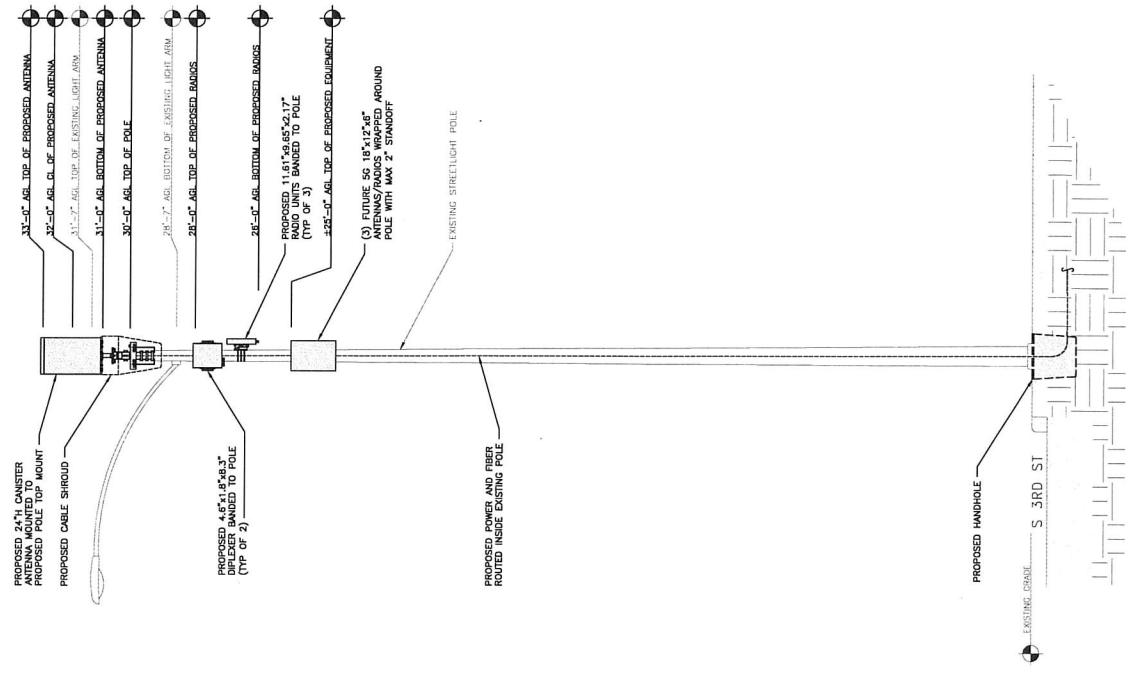 33'-0" AGL TOP OF PROPOSED ANTENNA
32'-0" AGL CL OF PROPOSED ANTENNA
31'-7" AGL TOP OF EXISTING LIGHT ARM
31'-0" AGL BOTTOM OF PROPOSED ANTENNA
30'-0" AGL TOP OF POLE
28'-7" AGL BOTTOM OF EXISTING LIGHT ARM
28'-0" AGL TOP OF PROPOSED RADIOS
26'-0" AGL BOTTOM OF PROPOSED RADIOS
PROPOSED 11.61"x9.65"x2.17"
RADIO UNITS BANDED TO POLE
(TYP OF 3)
±25'-0" AGL TOP OF PROPOSED EQUIPMENT
(3) FUTURE 5G 18"x12"x6"
ANTENNAS/RADIOS WRAPPED AROUND
POLE WITH MAX 2" STANDOFF
EXISTING STREETLIGHT POLE
PROPOSED 24"H CANISTER
ANTENNA MOUNTED TO
PROPOSED POLE TOP MOUNT
PROPOSED CABLE SHROUD
PROPOSED 4.6"x1.8"x8.3"
DIPLEXER BANDED TO POLE
(TYP OF 2)
PROPOSED POWER AND FIBER
ROUTED INSIDE EXISTING POLE
PROPOSED HANDHOLE
S 3RD ST
EXISTING GRADE